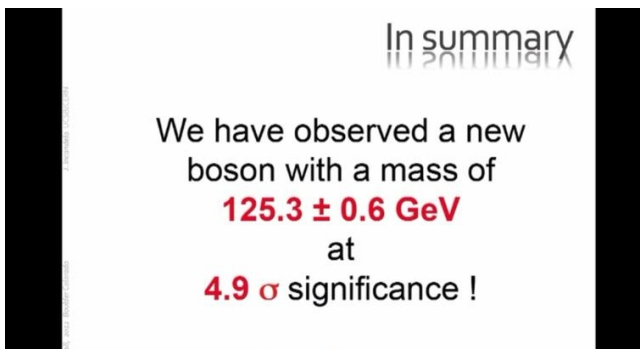 In summary
We have observed a new
boson with a mass of
125.3 ± 0.6 GeV
at
4.9 σ significance !